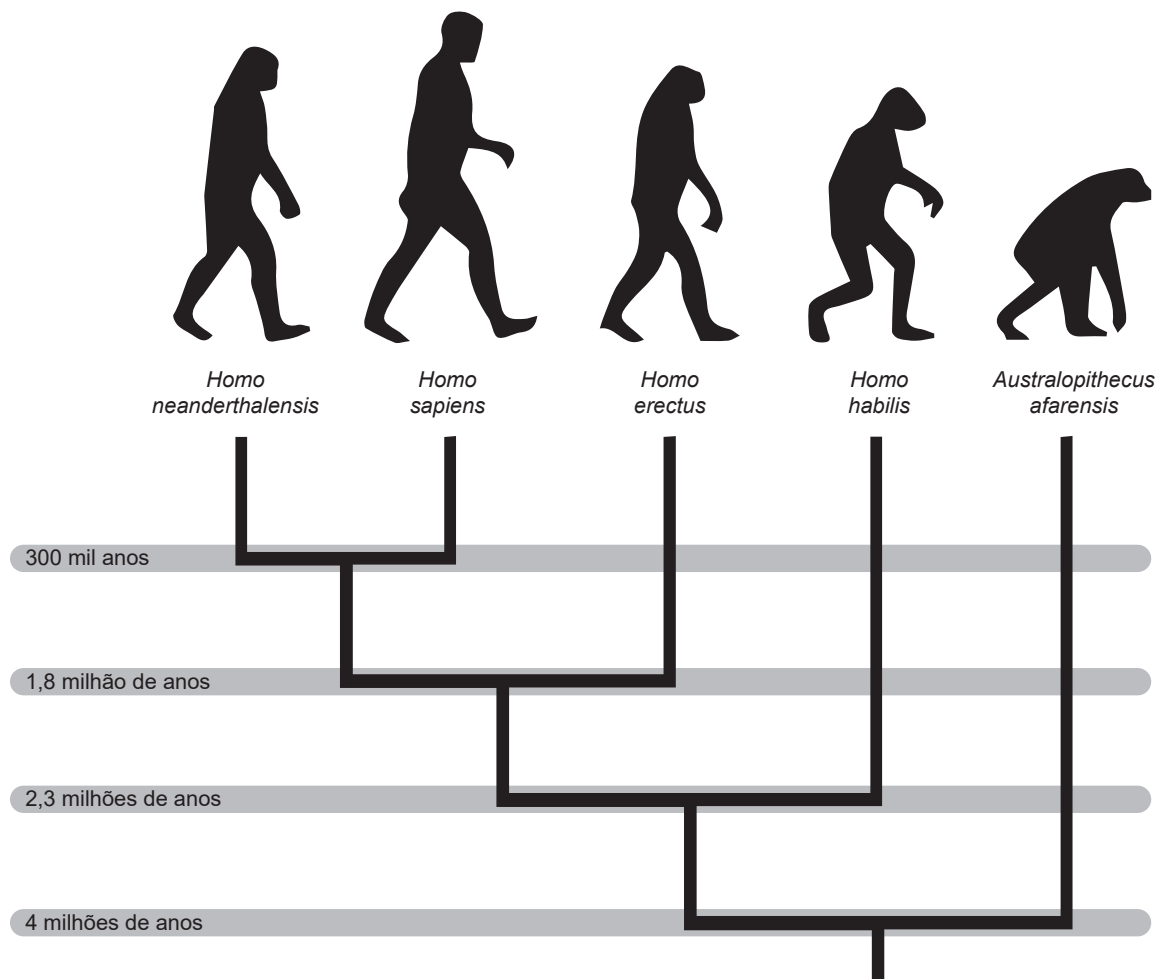 Homo
neanderthalensis
Homo
sapiens
Homo
erectus
Homo
habilis
Australopithecus
afarensis
300 mil anos
1,8 milhão de anos
2,3 milhões de anos
4 milhões de anos